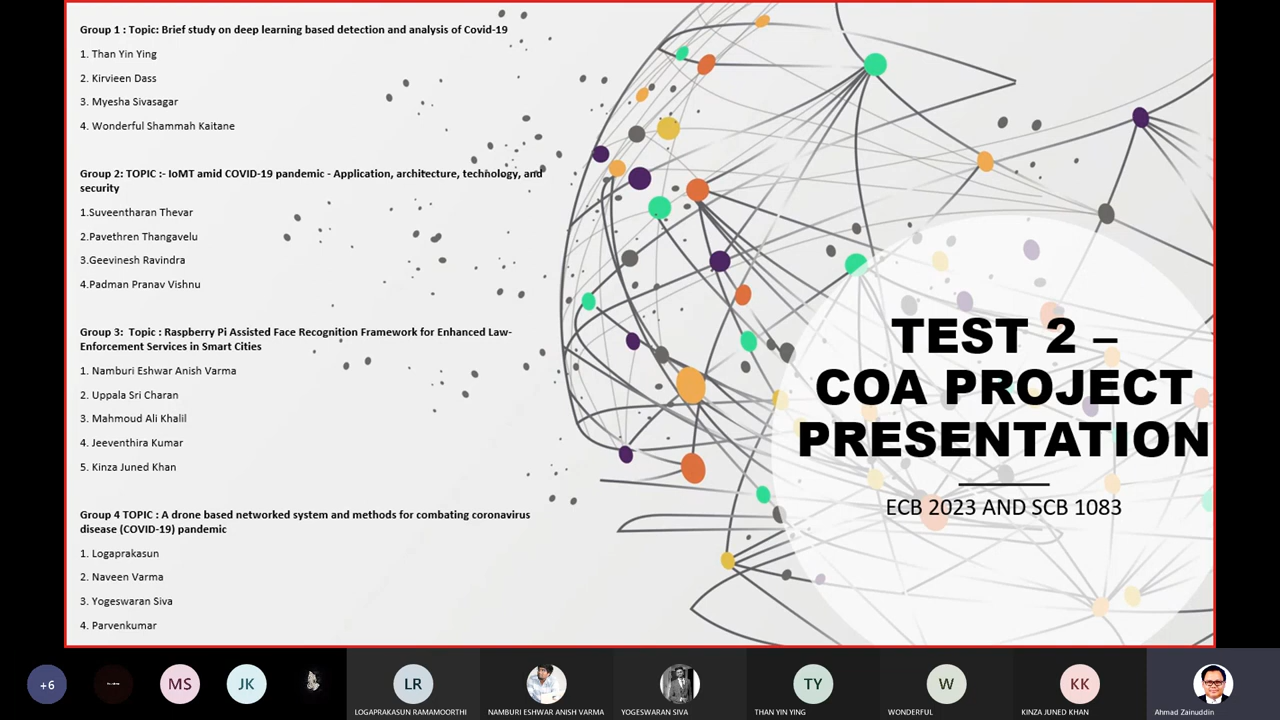 Group 1 : Topic: Brief study on deep learning based detection and analysis of Covid-19
1. Than Yin Ying
2. Kirvieen Dass
3. Myesha Sivasagar
4. Wonderful Shammah Kaitane
Group 2: TOPIC :- IoMT amid COVID-19 pandemic - Application, architecture, technology, and
security
1.Suveentharan Thevar
2.Pavethren Thangavelu
3.Geevinesh Ravindra
4.Padman Pranav Vishnu
Group 3:  Topic : Raspberry Pi Assisted Face Recognition Framework for Enhanced Law-
Enforcement Services in Smart Cities
1. Namburi Eshwar Anish Varma
2. Uppala Sri Charan
3. Mahmoud Ali Khalil
4. Jeeventhira Kumar
5. Kinza Juned Khan
Group 4 TOPIC : A drone based networked system and methods for combating coronavirus
disease (COVID-19) pandemic
1. Logaprakasun
2. Naveen Varma
3. Yogeswaran Siva
4. Parvenkumar
TEST 2 –
COA PROJECT
PRESENTATION
ECB 2023 AND SCB 1083
+6
MS
JK
LR
LOGAPRAKASUN RAMAMOORTHI
NAMBURI ESHWAR ANISH VARMA
YOGESWARAN SIVA
TY
THAN YIN YING
W
WONDERFUL
KK
KINZA JUNED KHAN
Ahmad Zainuddin